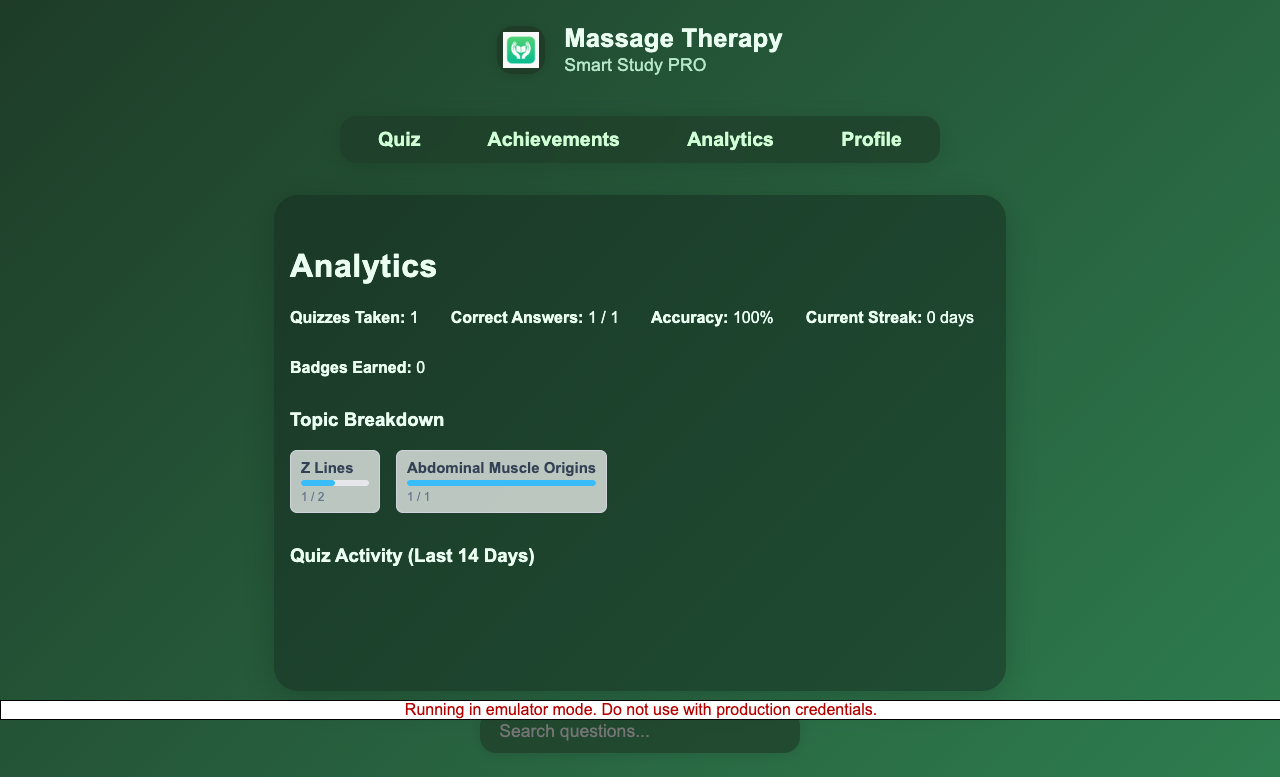 Massage Therapy
Smart Study PRO
Quiz Achievements Analytics Profile
Analytics
Quizzes Taken: 1 Correct Answers: 1 / 1 Accuracy: 100% Current Streak: 0 days
Badges Earned: 0
Topic Breakdown
Z Lines Abdominal Muscle Origins
1 / 2 1 / 1
Quiz Activity (Last 14 Days)
Running in emulator mode. Do not use with production credentials.
Search questions...